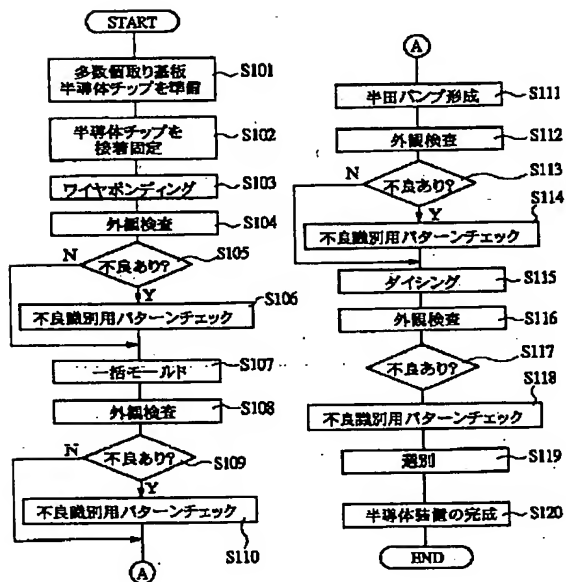 START
多数個取り基板
半導体チップを準備
S101
半導体チップを
接着固定
S102
ワイヤボンディング
S103
外観検査
S104
不良あり?
S105
N
Y
不良識別用パターンチェック
S106
一括モールド
S107
外観検査
S108
不良あり?
S109
N
Y
不良識別用パターンチェック
S110
A
A
半田バンプ形成
S111
外観検査
S112
不良あり?
S113
N
Y
不良識別用パターンチェック
S114
ダイシング
S115
外観検査
S116
不良あり?
S117
不良識別用パターンチェック
S118
選別
S119
半導体装置の完成
S120
END